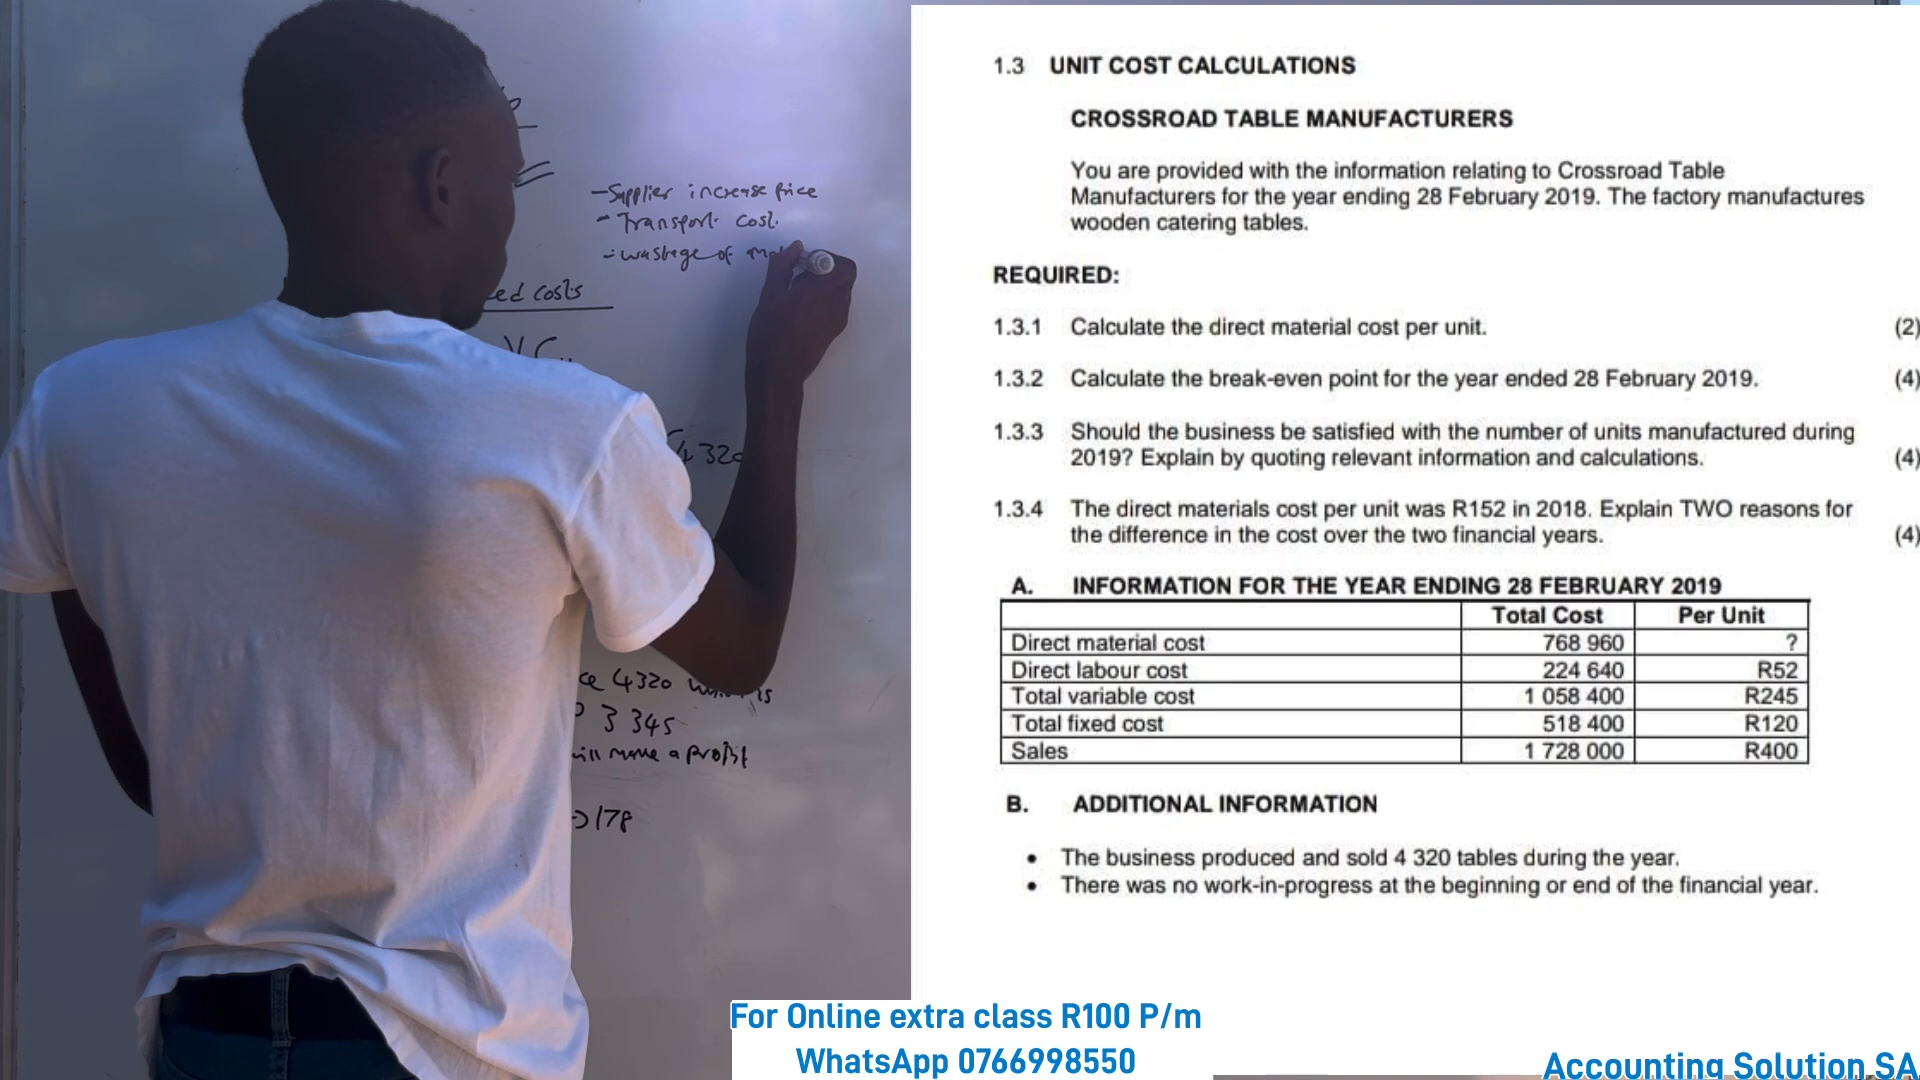 -Supplier increase price
- Transport cost.
- wastage of
ed costs
VC
4320
ce 4320 is
3 345
ill make a profit
178
1.3 UNIT COST CALCULATIONS
CROSSROAD TABLE MANUFACTURERS
You are provided with the information relating to Crossroad Table
Manufacturers for the year ending 28 February 2019. The factory manufactures
wooden catering tables.
REQUIRED:
1.3.1 Calculate the direct material cost per unit. (2)
1.3.2 Calculate the break-even point for the year ended 28 February 2019. (4)
1.3.3 Should the business be satisfied with the number of units manufactured during
2019? Explain by quoting relevant information and calculations. (4)
1.3.4 The direct materials cost per unit was R152 in 2018. Explain TWO reasons for
the difference in the cost over the two financial years. (4)
A. INFORMATION FOR THE YEAR ENDING 28 FEBRUARY 2019
Total Cost Per Unit
Direct material cost 768 960 ?
Direct labour cost 224 640 R52
Total variable cost 1 058 400 R245
Total fixed cost 518 400 R120
Sales 1 728 000 R400
B. ADDITIONAL INFORMATION
• The business produced and sold 4 320 tables during the year.
• There was no work-in-progress at the beginning or end of the financial year.
For Online extra class R100 P/m
WhatsApp 0766998550
Accounting Solution SA